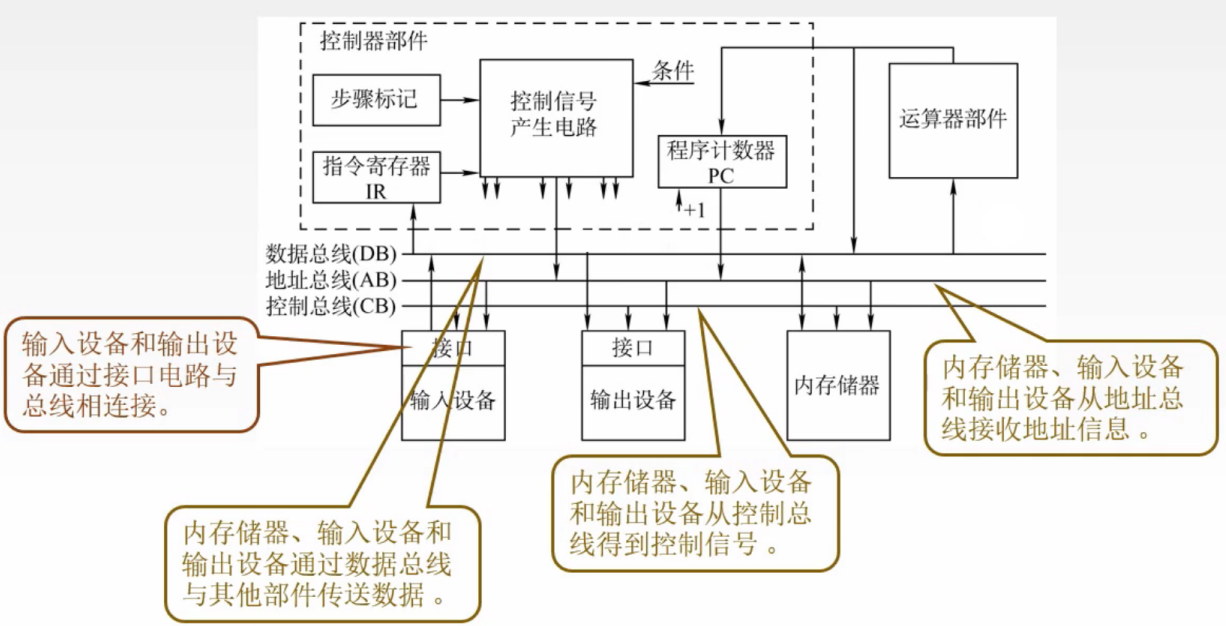 控制器部件
步骤标记
控制信号
产生电路
条件
运算器部件
指令寄存器
IR
程序计数器
PC
+1
数据总线(DB)
地址总线(AB)
控制总线(CB)
输入设备和输出设
备通过接口电路与
总线相连接。
接口
输入设备
接口
输出设备
内存储器
内存储器、输入设备
和输出设备从地址总
线接收地址信息 。
内存储器、输入设备
和输出设备从控制总
线得到控制信号 。
内存储器、输入设备和
输出设备通过数据总线
与其他部件传送数据 。